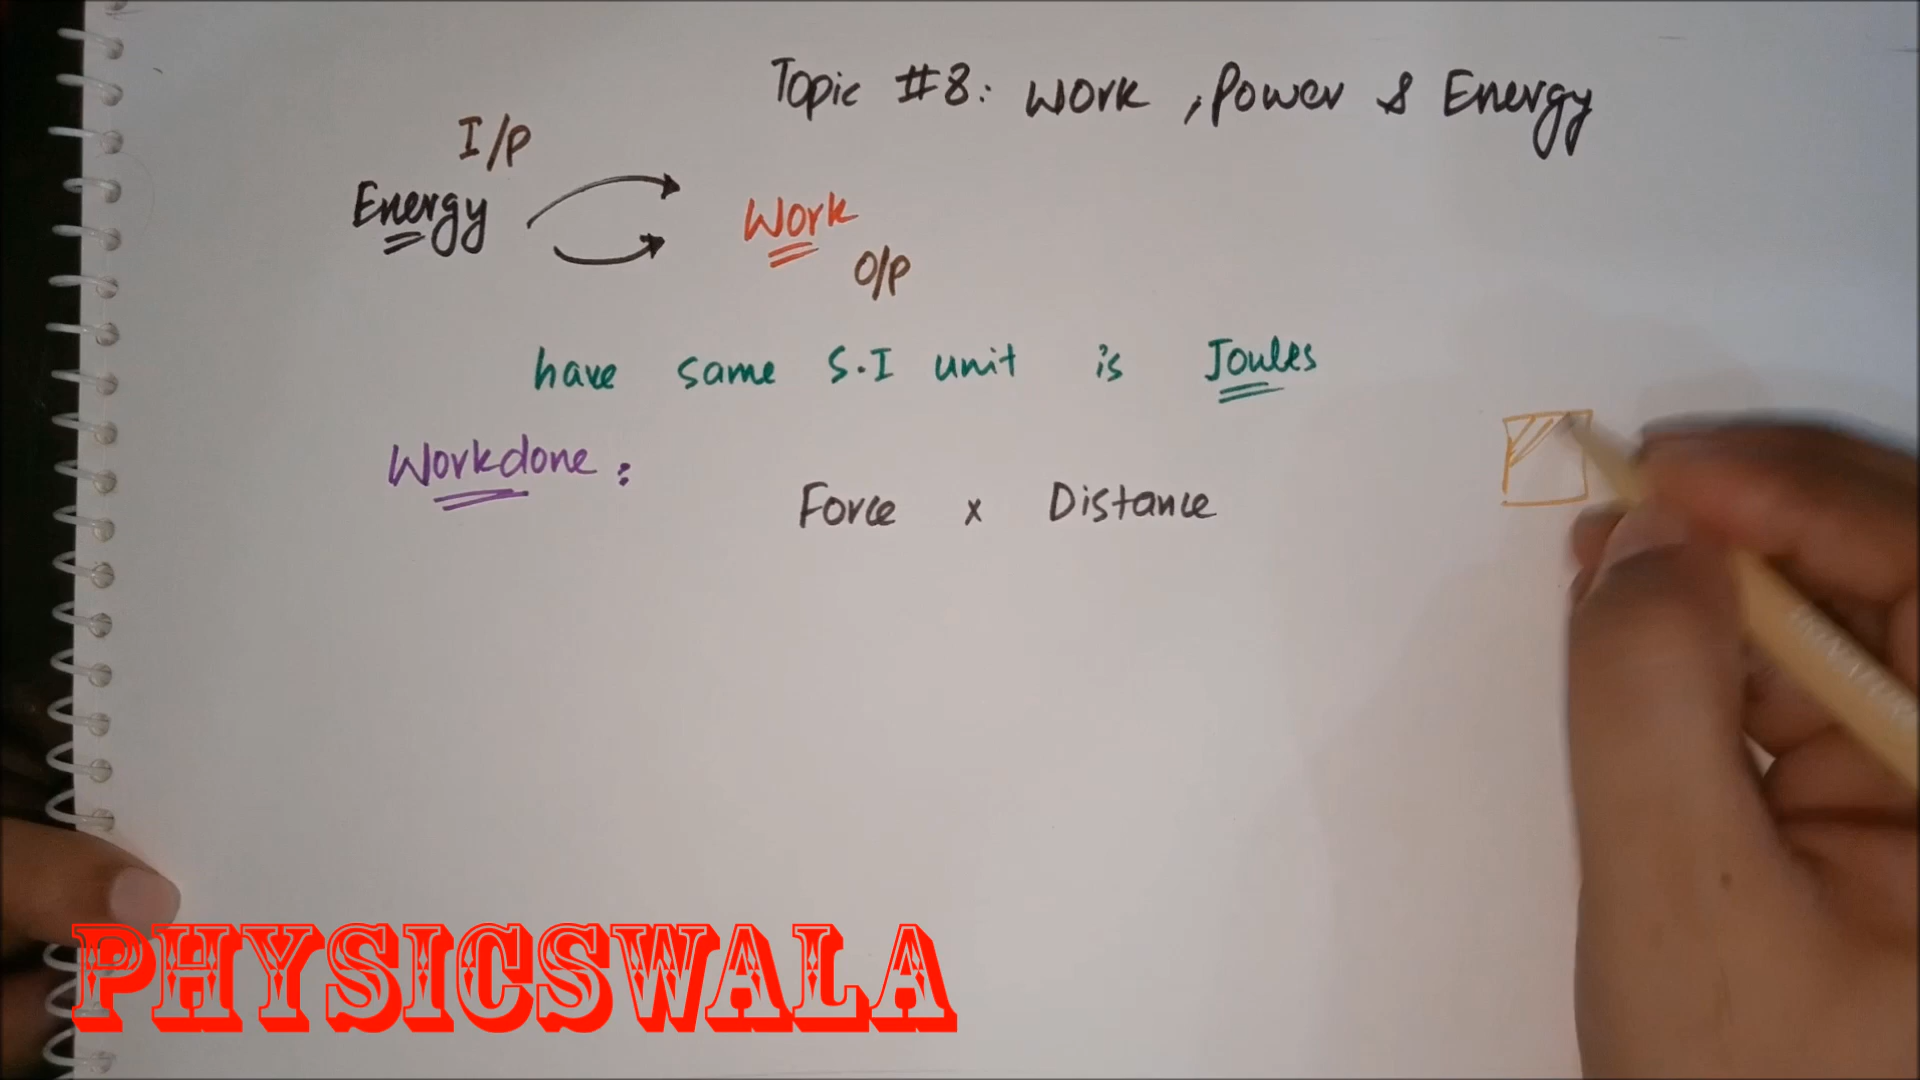 Topic #8: Work, Power & Energy
I/P
Energy Work
O/P
have same S.I unit is Joules
Workdone:
Force x Distance
PHYSICSWALA